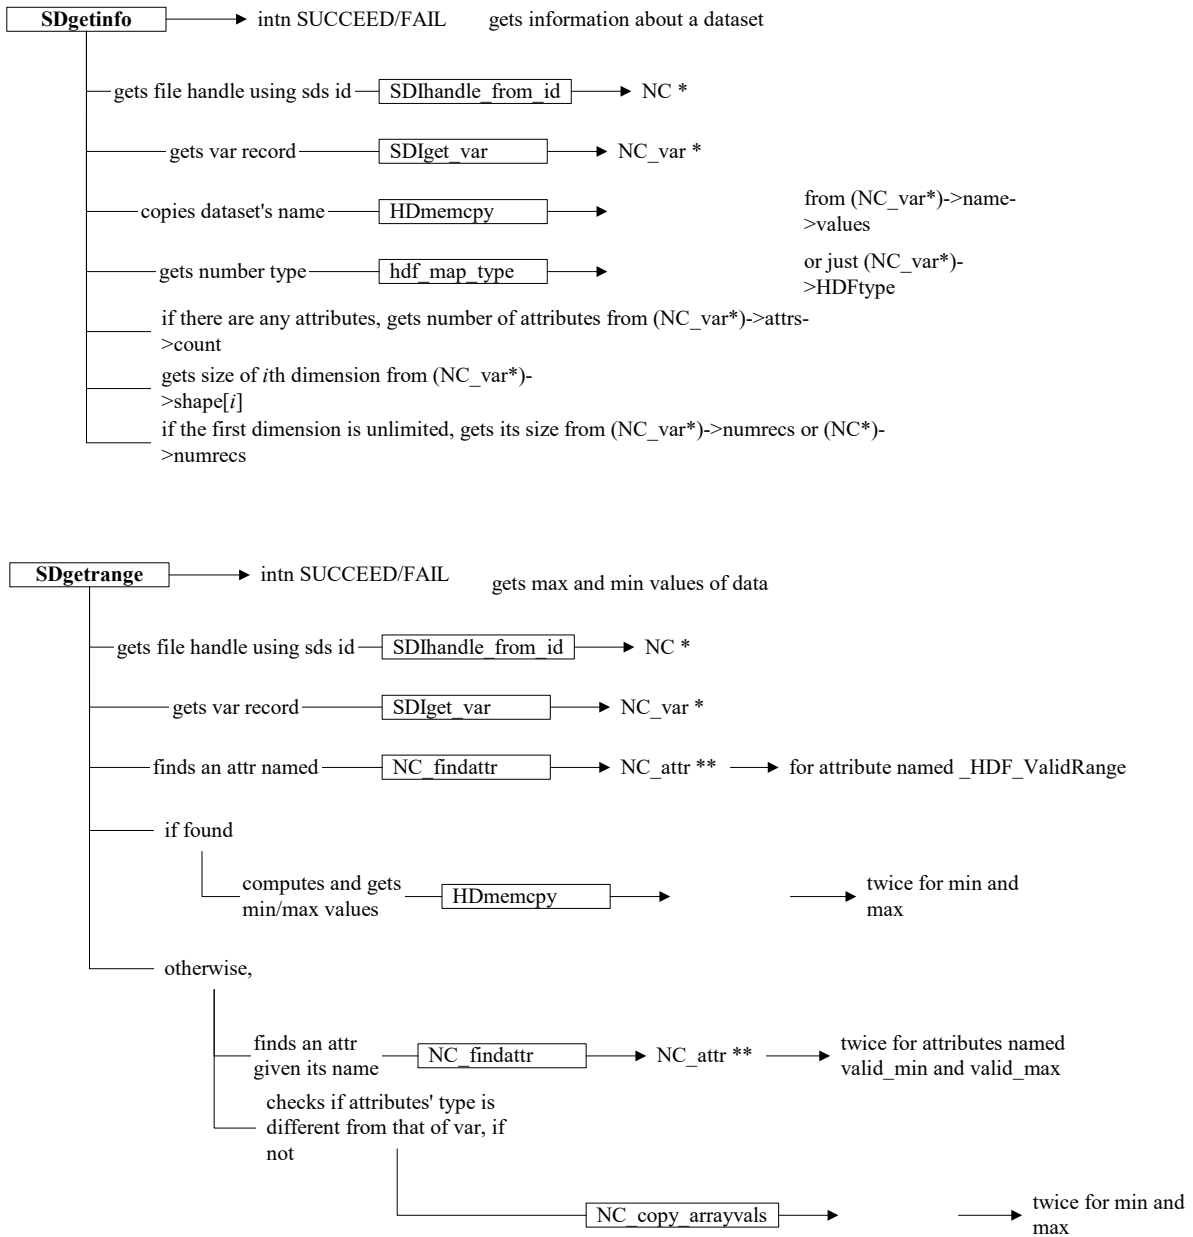 SDgetinfo
intn SUCCEED/FAIL
gets information about a dataset
gets file handle using sds id
SDIhandle_from_id
NC *
gets var record
SDIget_var
NC_var *
copies dataset's name
HDmemcpy
from (NC_var*)->name-
>values
gets number type
hdf_map_type
or just (NC_var*)-
>HDFtype
if there are any attributes, gets number of attributes from (NC_var*)->attrs-
>count
gets size of ith dimension from (NC_var*)-
>shape[i]
if the first dimension is unlimited, gets its size from (NC_var*)->numrecs or (NC*)-
>numrecs
SDgetrange
intn SUCCEED/FAIL
gets max and min values of data
gets file handle using sds id
SDIhandle_from_id
NC *
gets var record
SDIget_var
NC_var *
finds an attr named
NC_findattr
NC_attr **
for attribute named _HDF_ValidRange
if found
computes and gets
min/max values
HDmemcpy
twice for min and
max
otherwise,
finds an attr
given its name
NC_findattr
NC_attr **
twice for attributes named
valid_min and valid_max
checks if attributes' type is
different from that of var, if
not
NC_copy_arrayvals
twice for min and
max